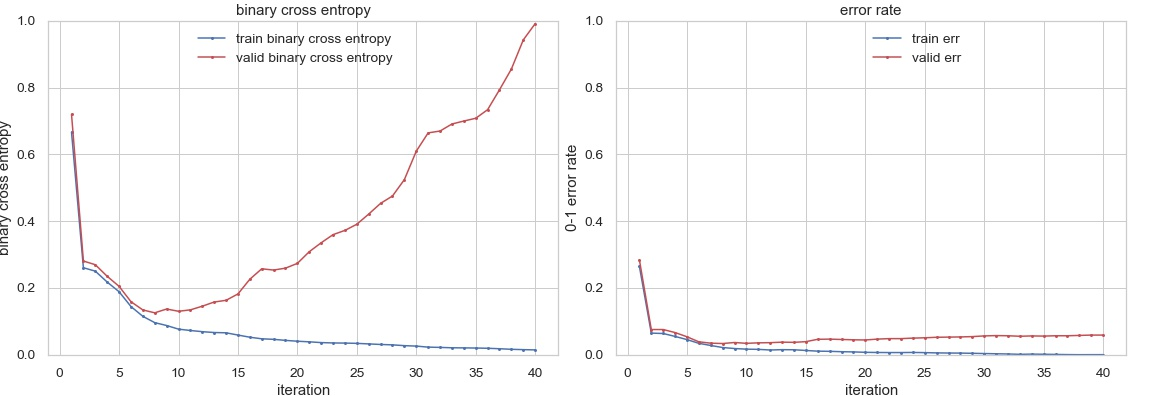 binary cross entropy
train binary cross entropy
valid binary cross entropy
1.0
0.8
0.6
0.4
0.2
0.0
binary cross entropy
0 5 10 15 20 25 30 35 40
iteration
error rate
train err
valid err
1.0
0.8
0.6
0.4
0.2
0.0
0-1 error rate
0 5 10 15 20 25 30 35 40
iteration